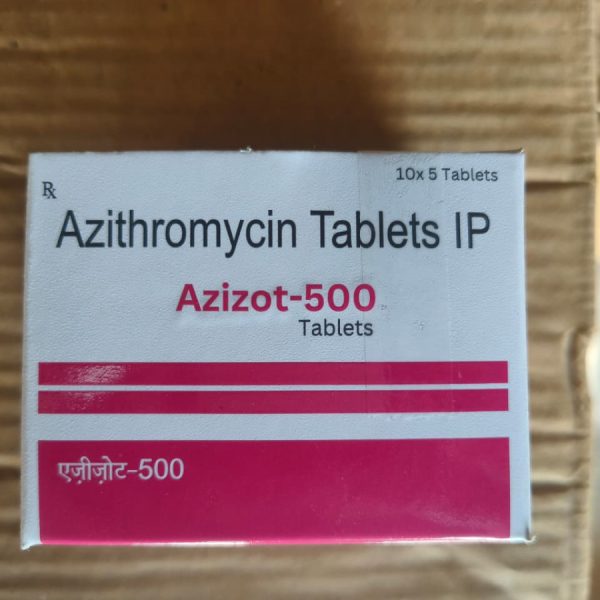 ℞
10x 5 Tablets
Azithromycin Tablets IP
Azizot-500
Tablets
एज़ीज़ोट-500